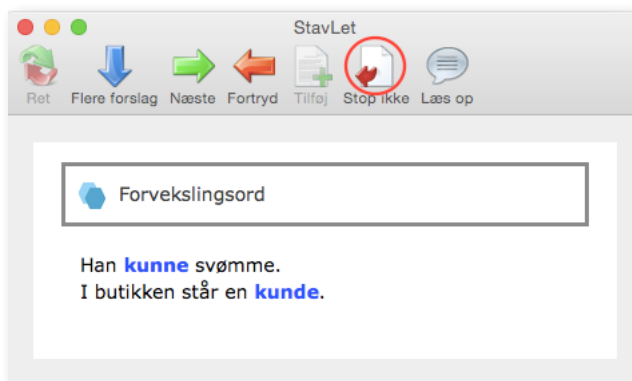 StavLet
Ret Flere forslag Næste Fortryd Tilføj Stop ikke Læs op
Forvekslingsord
Han kunne svømme.
I butikken står en kunde.